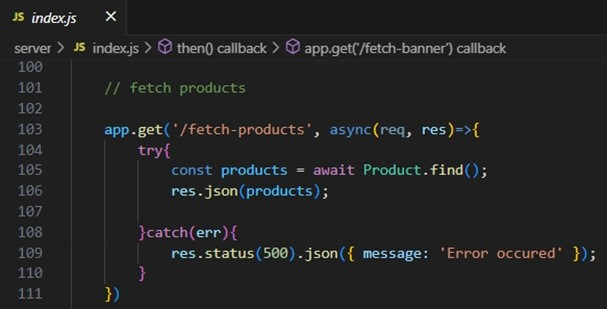 JS index.js ×
server > JS index.js > then() callback > app.get('/fetch-banner') callback
100
101 // fetch products
102
103 app.get('/fetch-products', async(req, res)=>{
104 try{
105 const products = await Product.find();
106 res.json(products);
107
108 }catch(err){
109 res.status(500).json({ message: 'Error occured' });
110 }
111 })